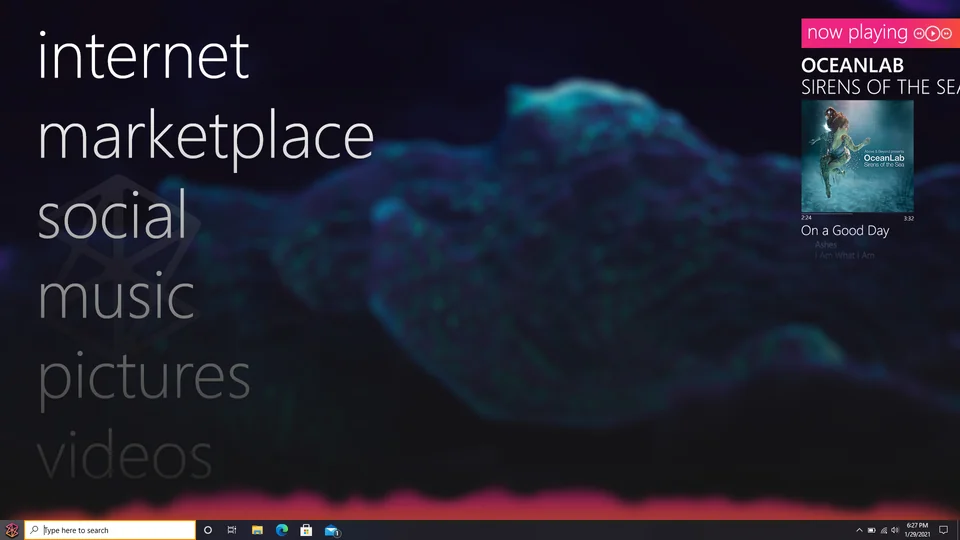 internet
marketplace
social
music
pictures
videos
now playing
OCEANLAB
SIRENS OF THE SEA
Above & Beyond presents
OceanLab
Sirens of the Sea
2:24
3:32
On a Good Day
Ashes
I Am What I Am
Type here to search
1
6:27 PM
1/29/2021